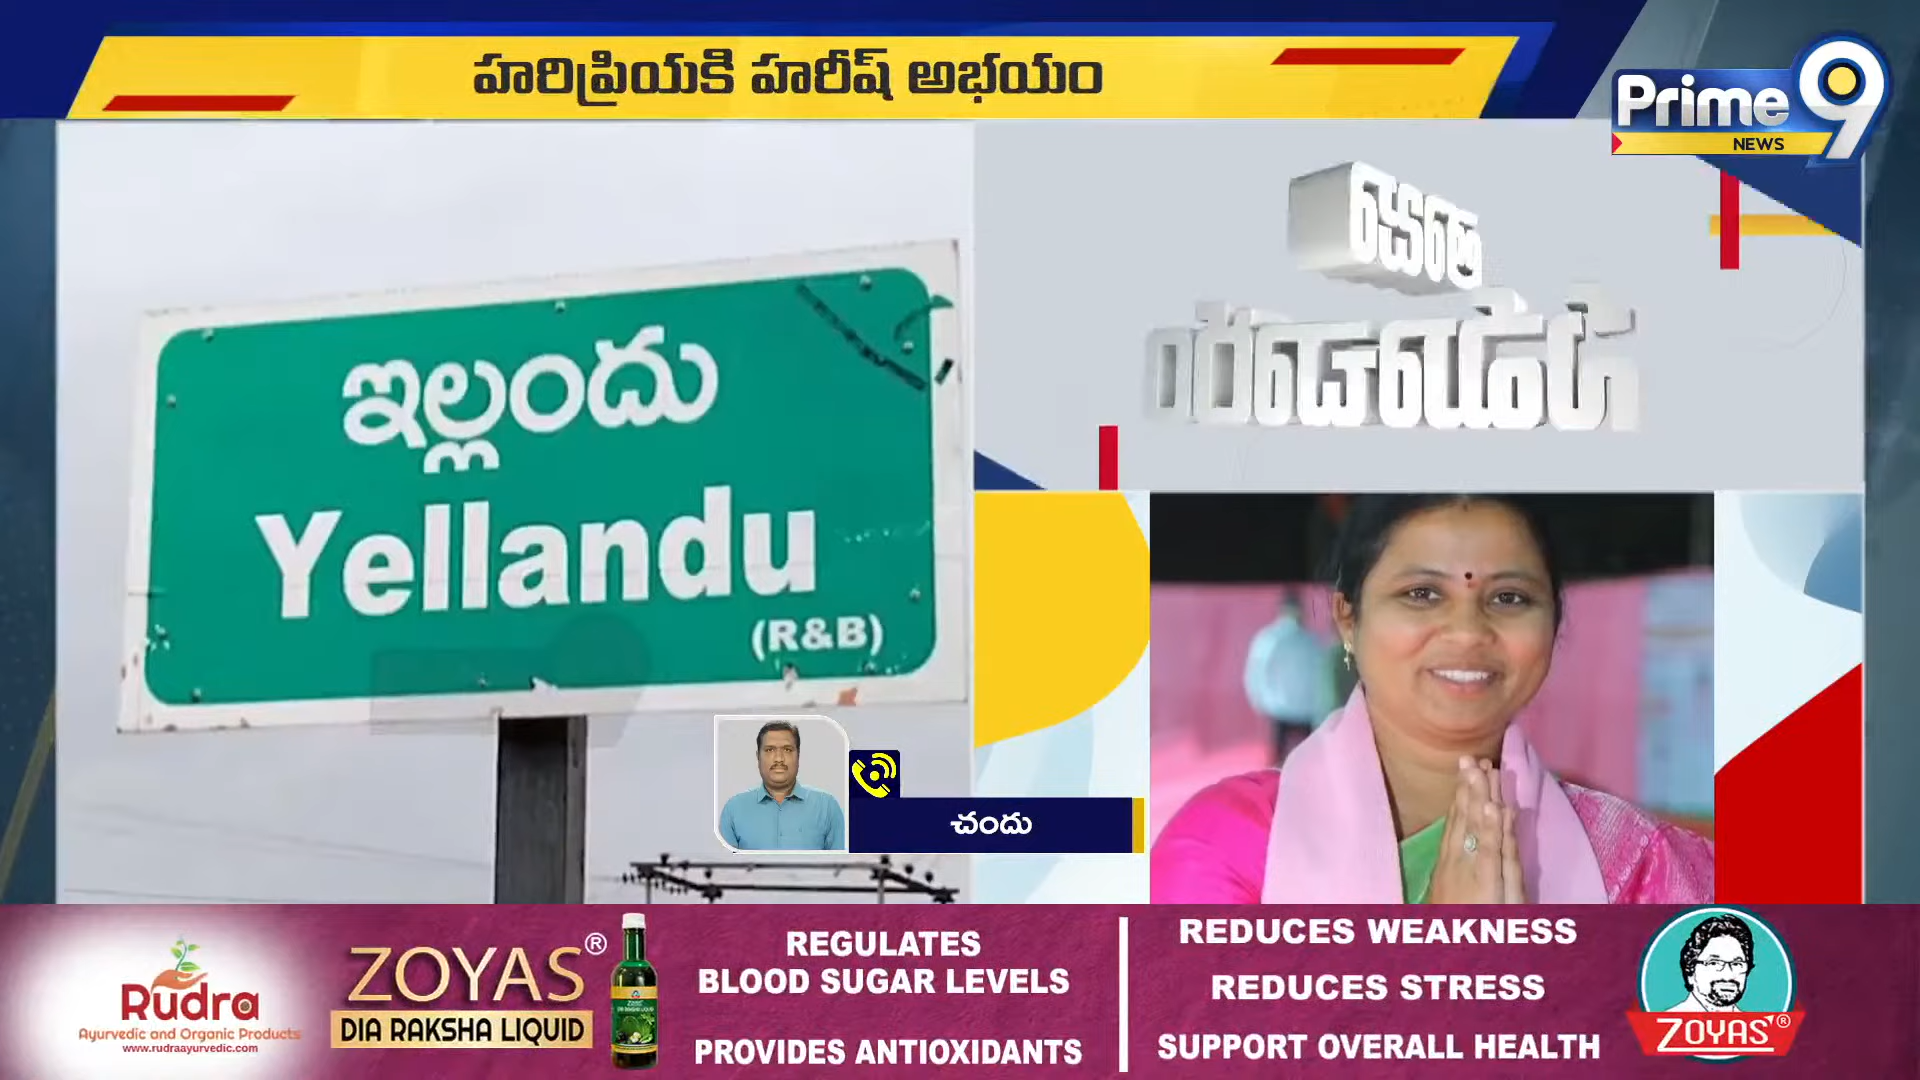 హరిప్రియకి హరీష్ అభయం
Prime9
NEWS
ఇల్లందు
Yellandu
(R&B)
చందు
Rudra
Ayurvedic and Organic Products
www.rudraayurvedic.com
ZOYAS®
DIA RAKSHA LIQUID
REGULATES
BLOOD SUGAR LEVELS
PROVIDES ANTIOXIDANTS
REDUCES WEAKNESS
REDUCES STRESS
SUPPORT OVERALL HEALTH
ZOYAS®